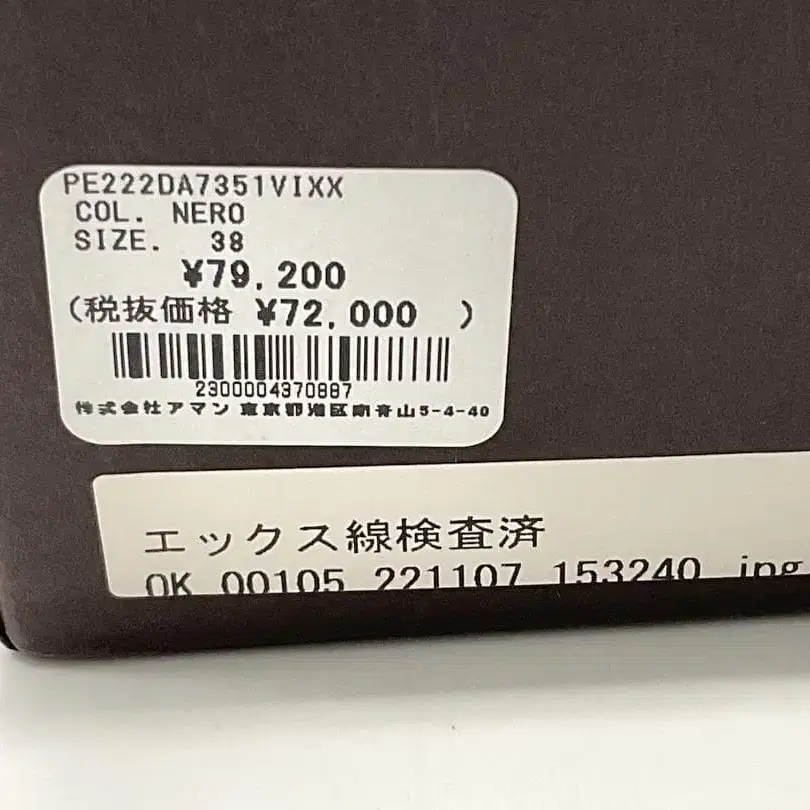 PE222DA7351VIXX
COL. NERO
SIZE. 38
¥79,200
(税抜価格 ¥72,000 )
2300004370887
株式会社アマン 東京都港区南青山5-4-40
エックス線検査済
OK 00105 221107 153240 .jpg